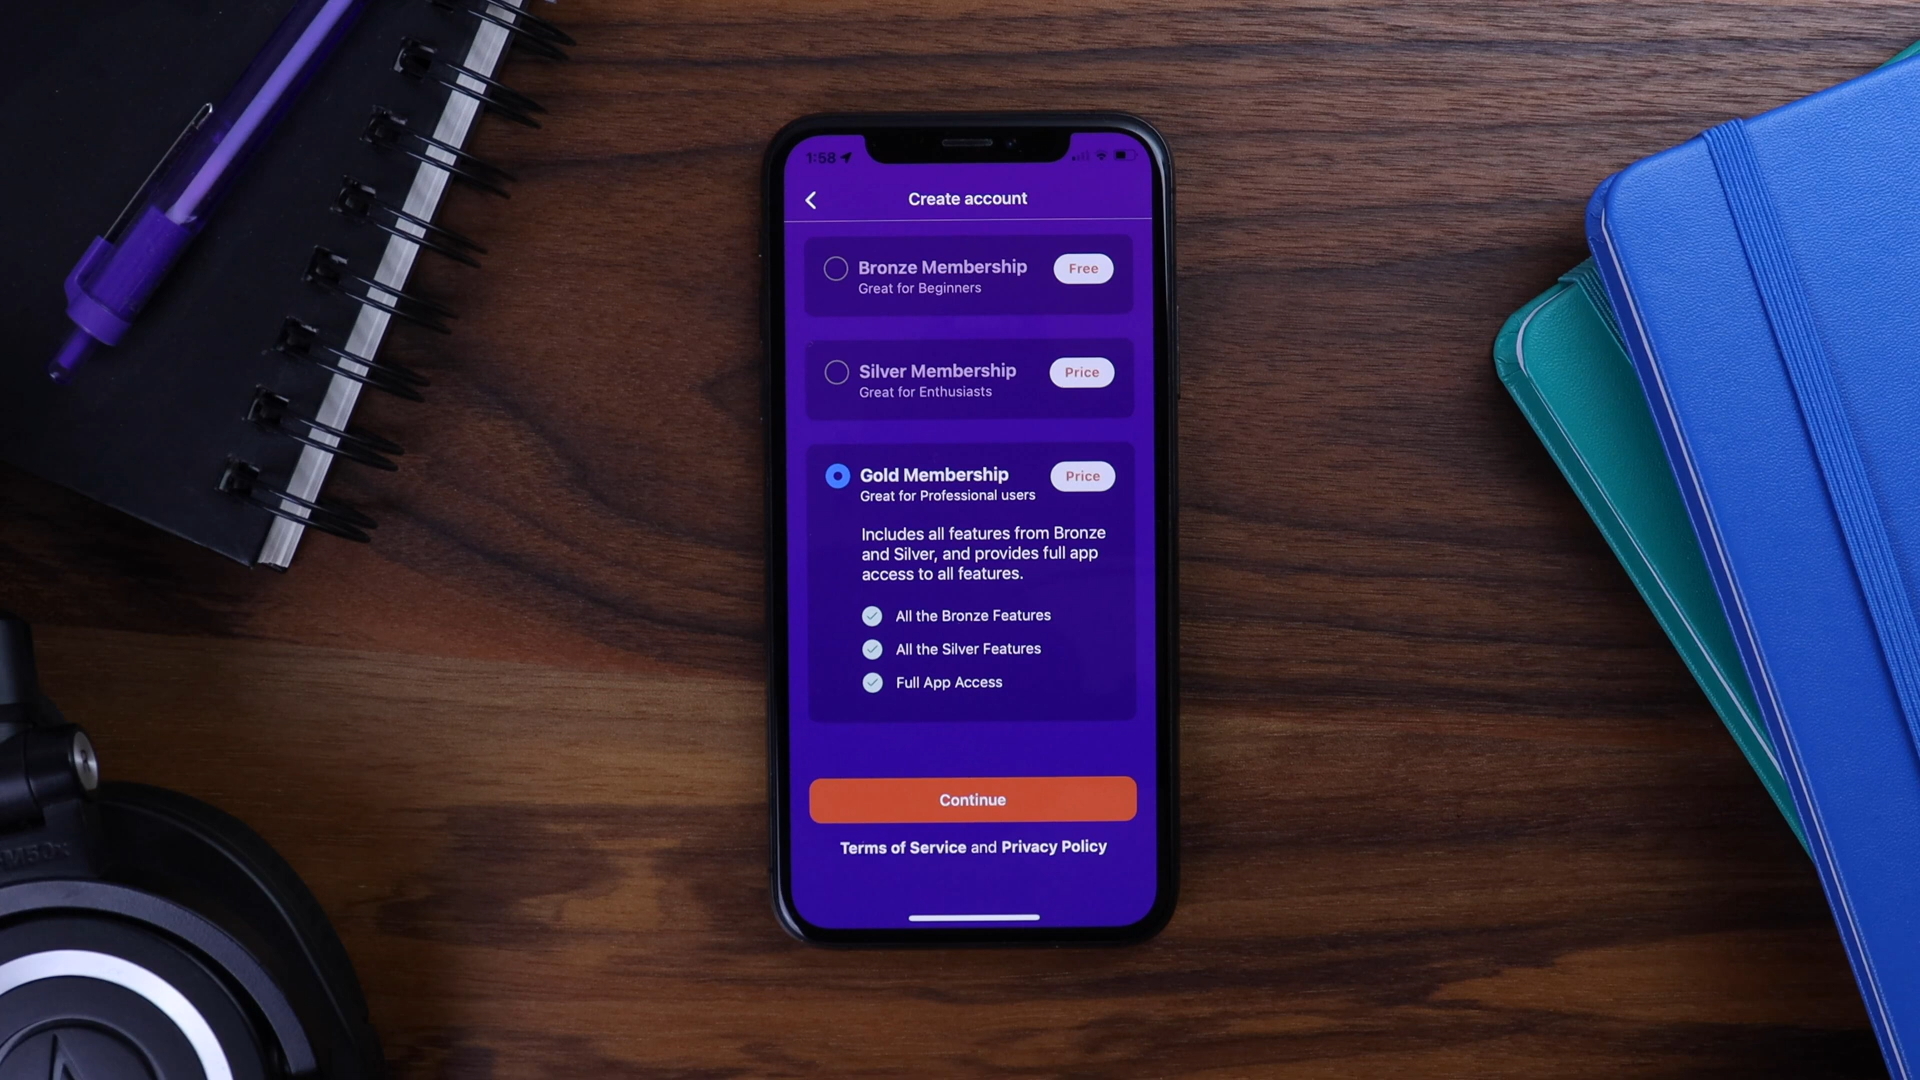 1:58
Create account
Bronze Membership
Free
Great for Beginners
Silver Membership
Price
Great for Enthusiasts
Gold Membership
Price
Great for Professional users
Includes all features from Bronze
and Silver, and provides full app
access to all features.
All the Bronze Features
All the Silver Features
Full App Access
Continue
Terms of Service and Privacy Policy